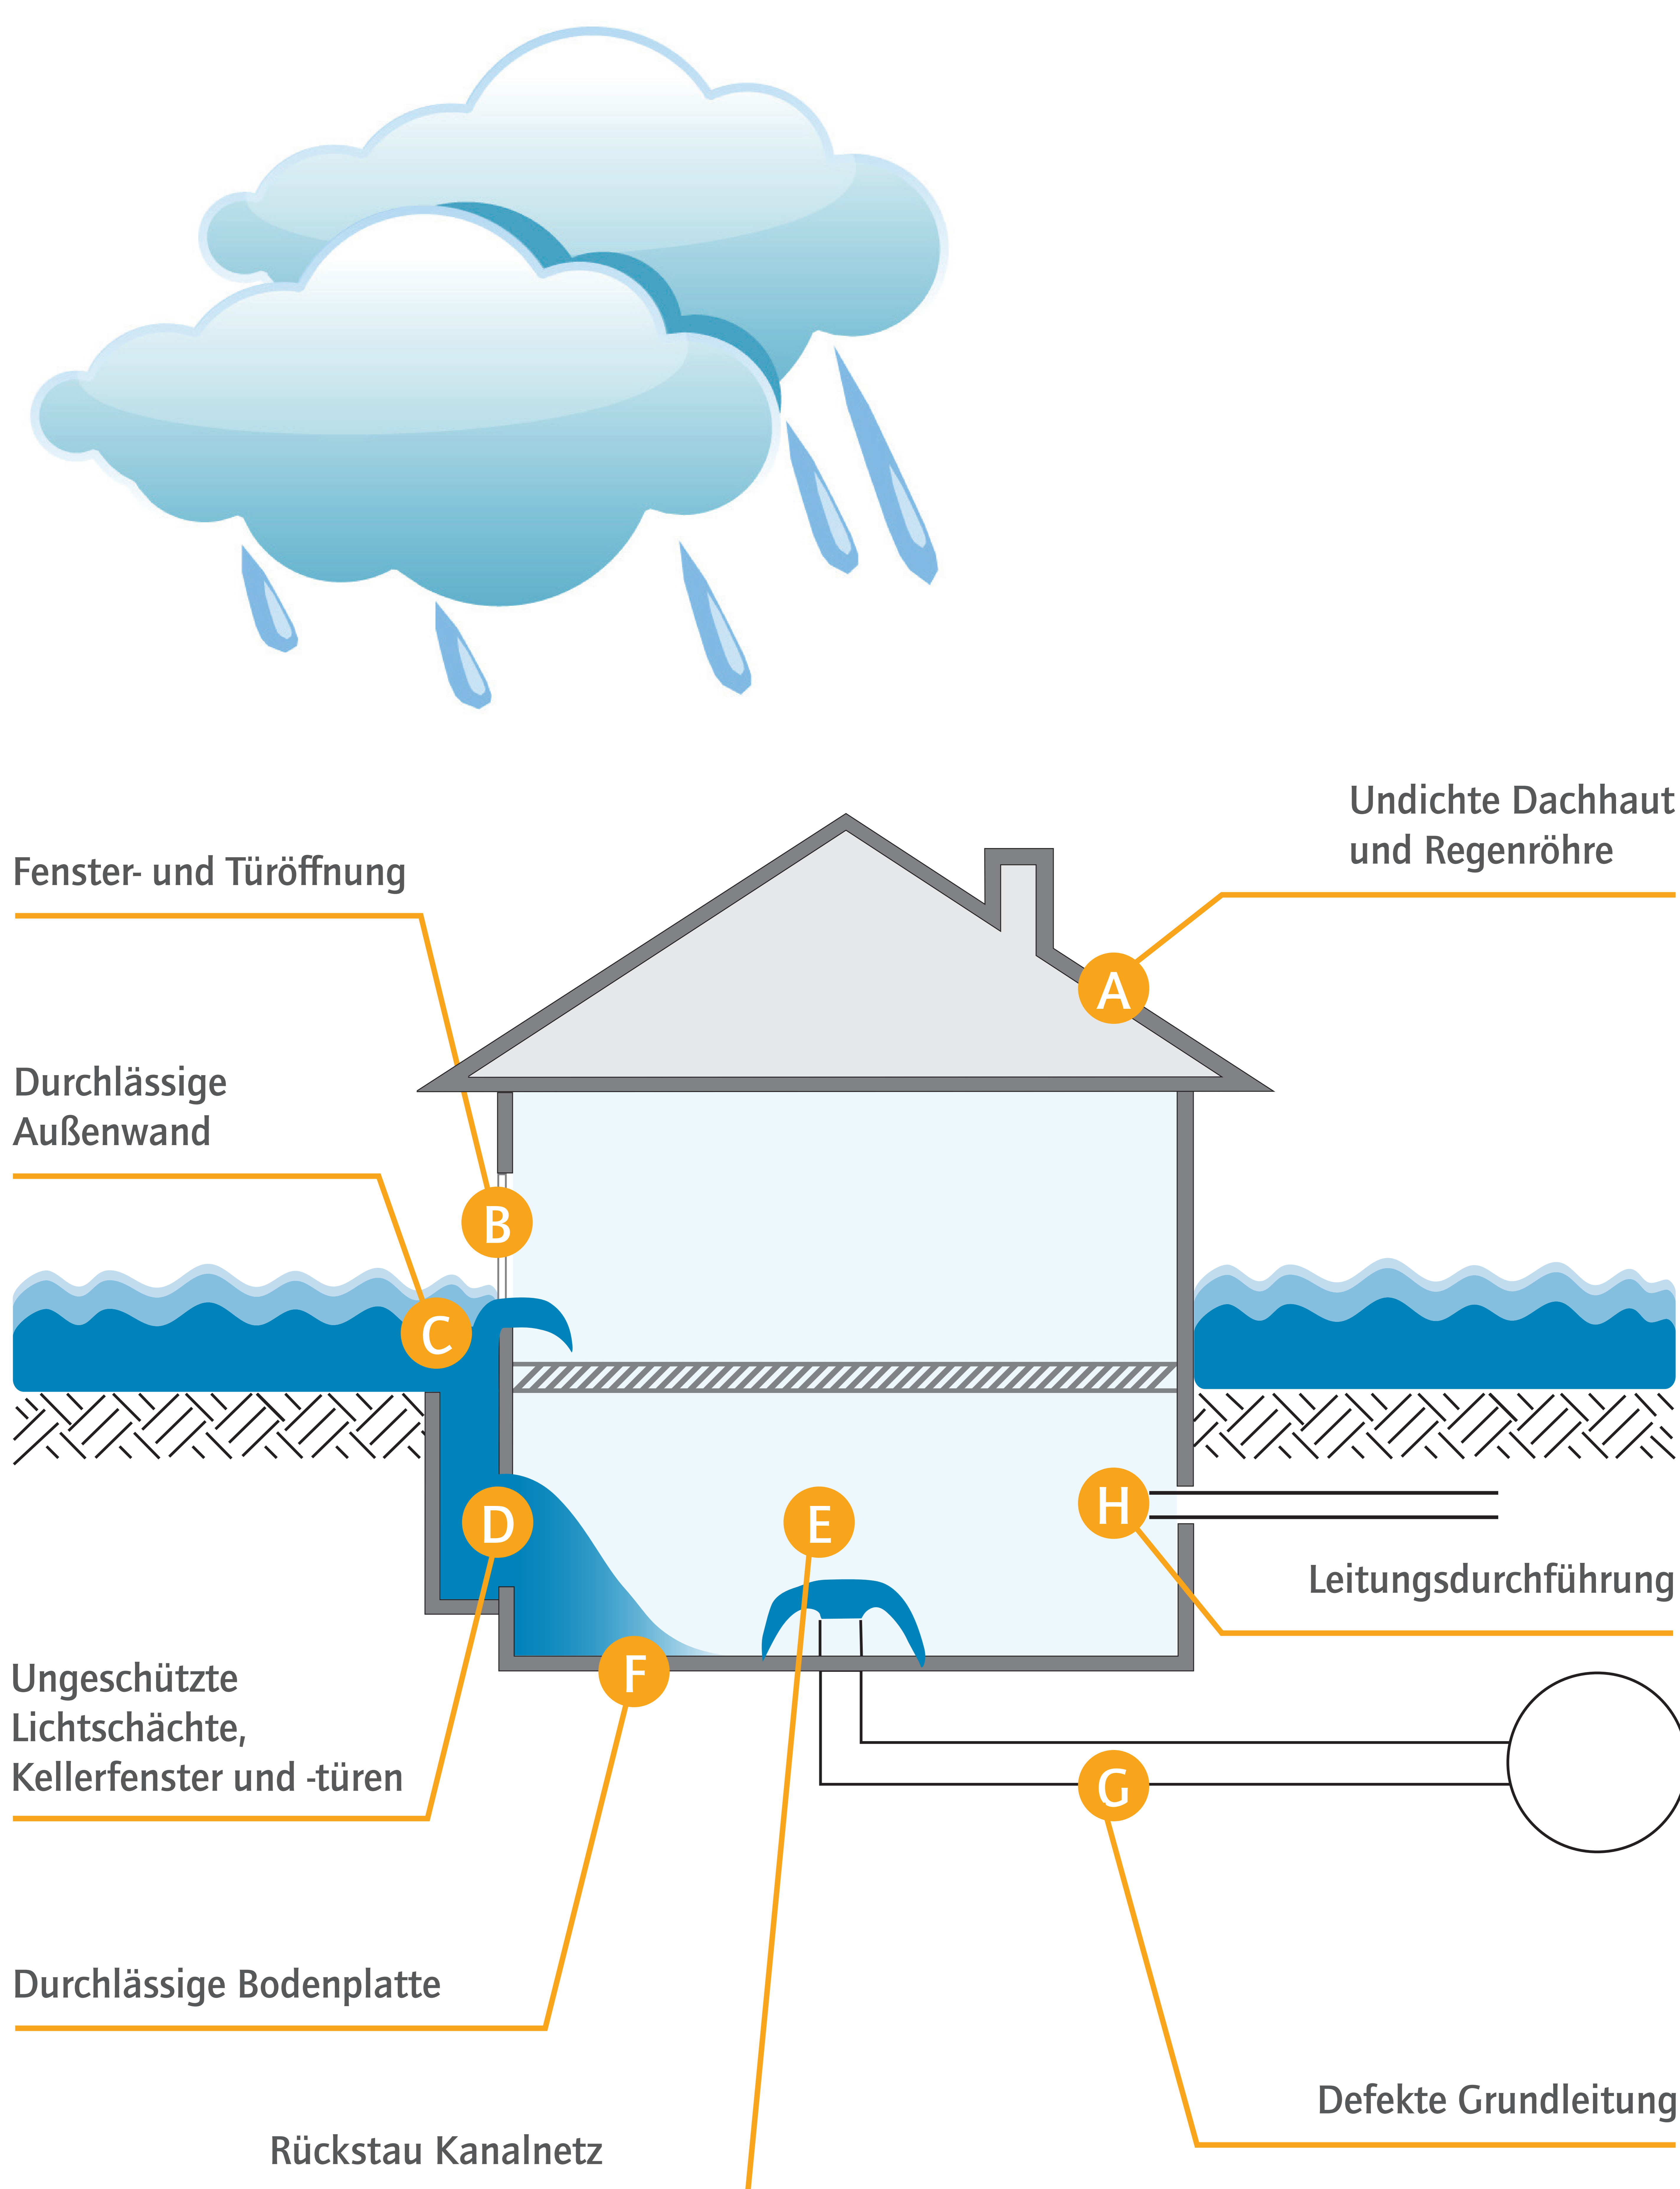 Undichte Dachhaut
und Regenröhre
Fenster- und Türöffnung
A
Durchlässige
Außenwand
B
C
D
E
H
Leitungsdurchführung
Ungeschützte
Lichtschächte,
Kellerfenster und -türen
F
G
Durchlässige Bodenplatte
Defekte Grundleitung
Rückstau Kanalnetz